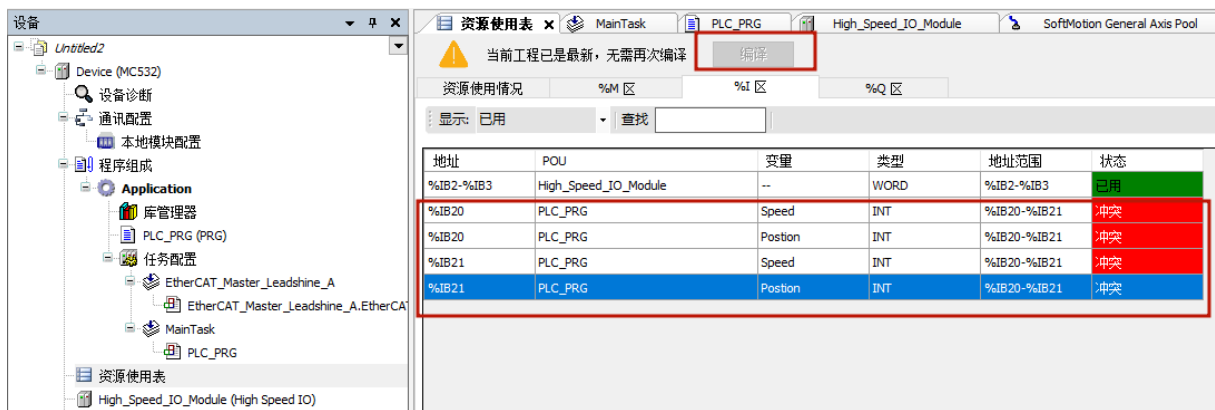 设备
Untitled2
Device (MC532)
设备诊断
通讯配置
本地模块配置
程序组成
Application
库管理器
PLC_PRG (PRG)
任务配置
EtherCAT_Master_Leadshine_A
EtherCAT_Master_Leadshine_A.EtherCA
MainTask
PLC_PRG
资源使用表
High_Speed_IO_Module (High Speed IO)
资源使用表 MainTask PLC_PRG High_Speed_IO_Module SoftMotion General Axis Pool
当前工程已是最新，无需再次编译 编译
资源使用情况 %M %I %Q
显示: 已用 查找
地址 POU 变量 类型 地址范围 状态
%IB2-%IB3 High_Speed_IO_Module -- WORD %IB2-%IB3 已用
%IB20 PLC_PRG Speed INT %IB20-%IB21 冲突
%IB20 PLC_PRG Postion INT %IB20-%IB21 冲突
%IB21 PLC_PRG Speed INT %IB20-%IB21 冲突
%IB21 PLC_PRG Postion INT %IB20-%IB21 冲突